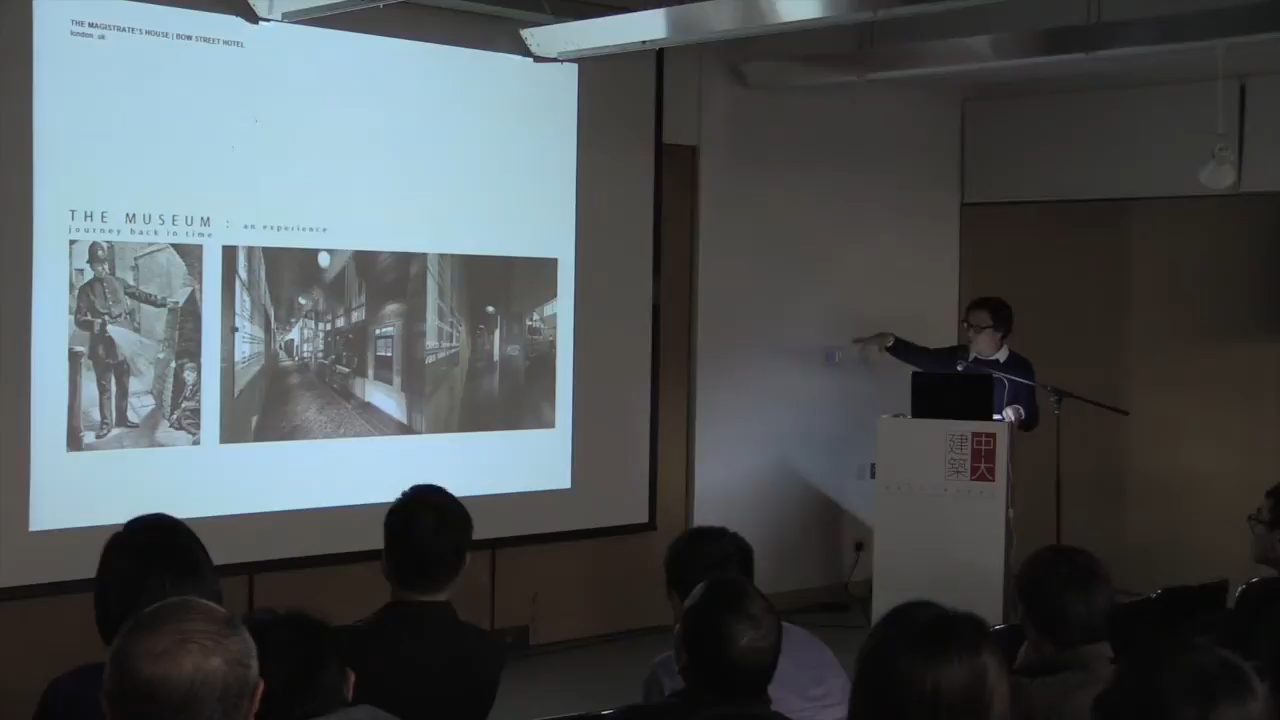 THE MAGISTRATE'S HOUSE | BOW STREET HOTEL
london uk
THE MUSEUM : an experience
journey back in time
建築
中大